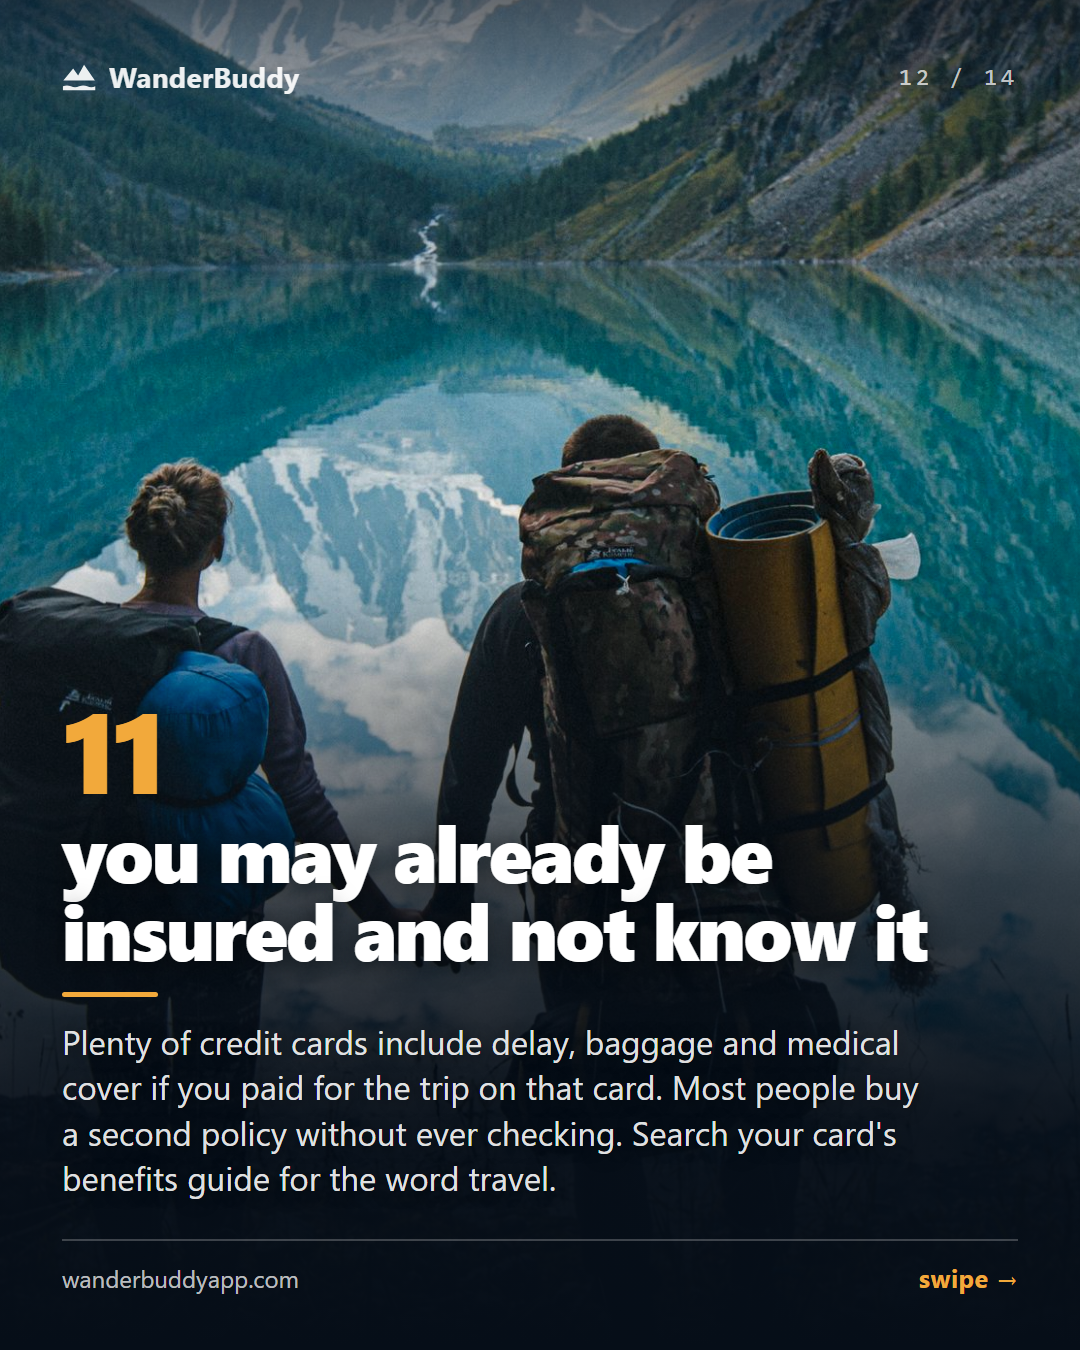 WanderBuddy
12 / 14
11
you may already be
insured and not know it
Plenty of credit cards include delay, baggage and medical
cover if you paid for the trip on that card. Most people buy
a second policy without ever checking. Search your card's
benefits guide for the word travel.
wanderbuddyapp.com
swipe →